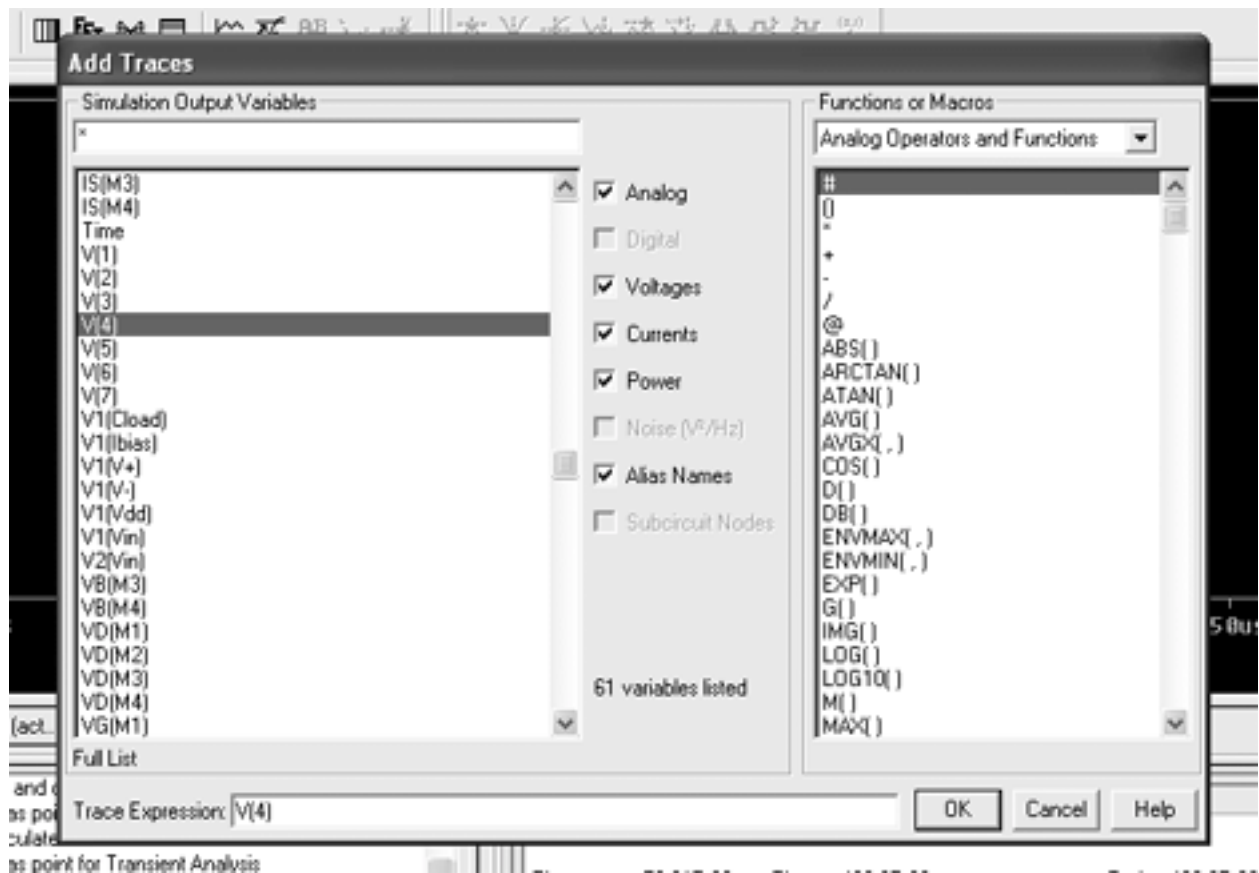 Add Traces
Simulation Output Variables
*
IS(M3)
IS(M4)
Time
V(1)
V(2)
V(3)
V(4)
V(5)
V(6)
V(7)
V1(Cload)
V1(Ibias)
V1(V+)
V1(V-)
V1(Vdd)
V1(Vin)
V2(Vin)
VB(M3)
VB(M4)
VD(M1)
VD(M2)
VD(M3)
VD(M4)
VG(M1)
Full List
Analog
Digital
Voltages
Currents
Power
Noise (V²/Hz)
Alias Names
Subcircuit Nodes
61 variables listed
Functions or Macros
Analog Operators and Functions
#
()
*
+
-
/
@
ABS( )
ARCTAN( )
ATAN( )
AVG( )
AVGX( , )
COS( )
D( )
DB( )
ENVMAX( , )
ENVMIN( , )
EXP( )
G( )
IMG( )
LOG( )
LOG10( )
M( )
MAX( )
Trace Expression: V(4)
OK Cancel Help
50us
(act...
and
as point for Transient Analysis